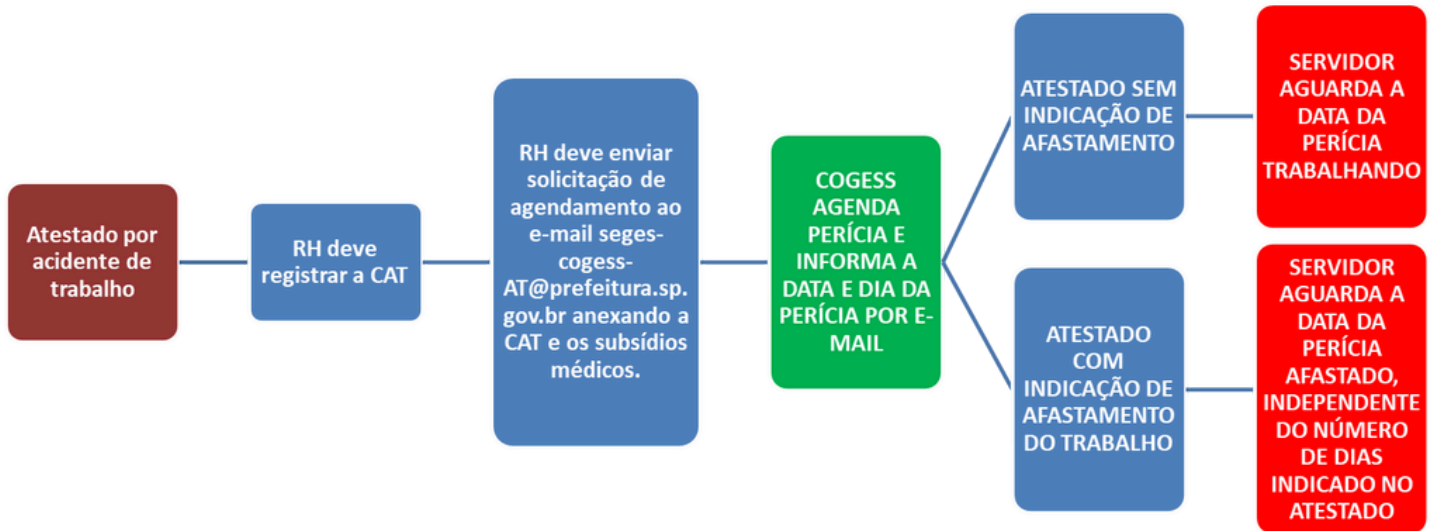 Atestado por
acidente de
trabalho
RH deve
registrar a CAT
RH deve enviar
solicitação de
agendamento ao
e-mail seges-
cogess-
AT@prefeitura.sp.
gov.br anexando a
CAT e os subsídios
médicos.
COGESS
AGENDA
PERÍCIA E
INFORMA A
DATA E DIA DA
PERÍCIA POR E-
MAIL
ATESTADO SEM
INDICAÇÃO DE
AFASTAMENTO
SERVIDOR
AGUARDA A
DATA DA
PERÍCIA
TRABALHANDO
ATESTADO
COM
INDICAÇÃO DE
AFASTAMENTO
DO TRABALHO
SERVIDOR
AGUARDA A
DATA DA
PERÍCIA
AFASTADO,
INDEPENDENTE
DO NÚMERO
DE DIAS
INDICADO NO
ATESTADO